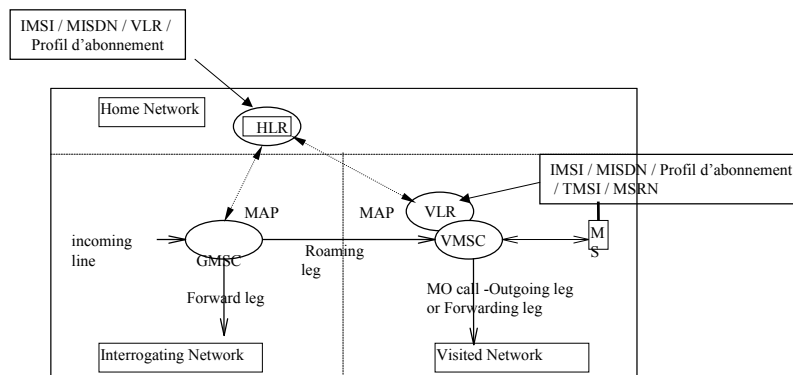 IMSI / MISDN / VLR /
Profil d'abonnement
Home Network
HLR
IMSI / MISDN / Profil d'abonnement
/ TMSI / MSRN
MAP
MAP
VLR
incoming
line
GMSC
Roaming
leg
VMSC
M
S
Forward leg
MO call -Outgoing leg
or Forwarding leg
Interrogating Network
Visited Network